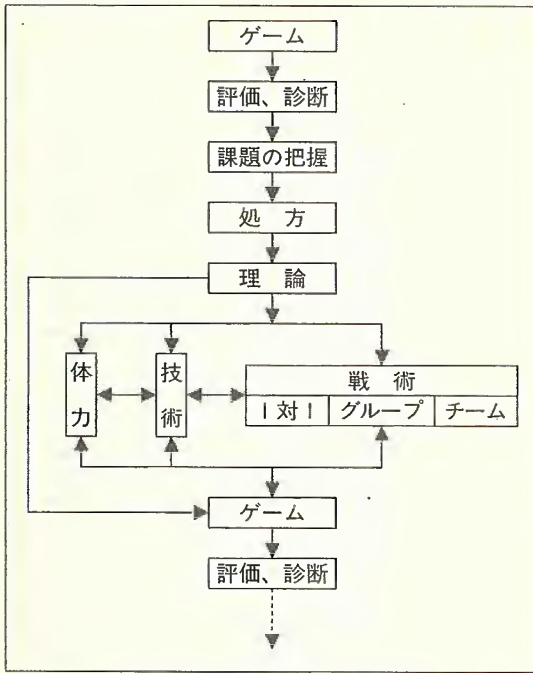 ゲーム
評価、診断
課題の把握
処 方
理 論
体力
技術
戦 術
1対1 グループ チーム
ゲーム
評価、診断